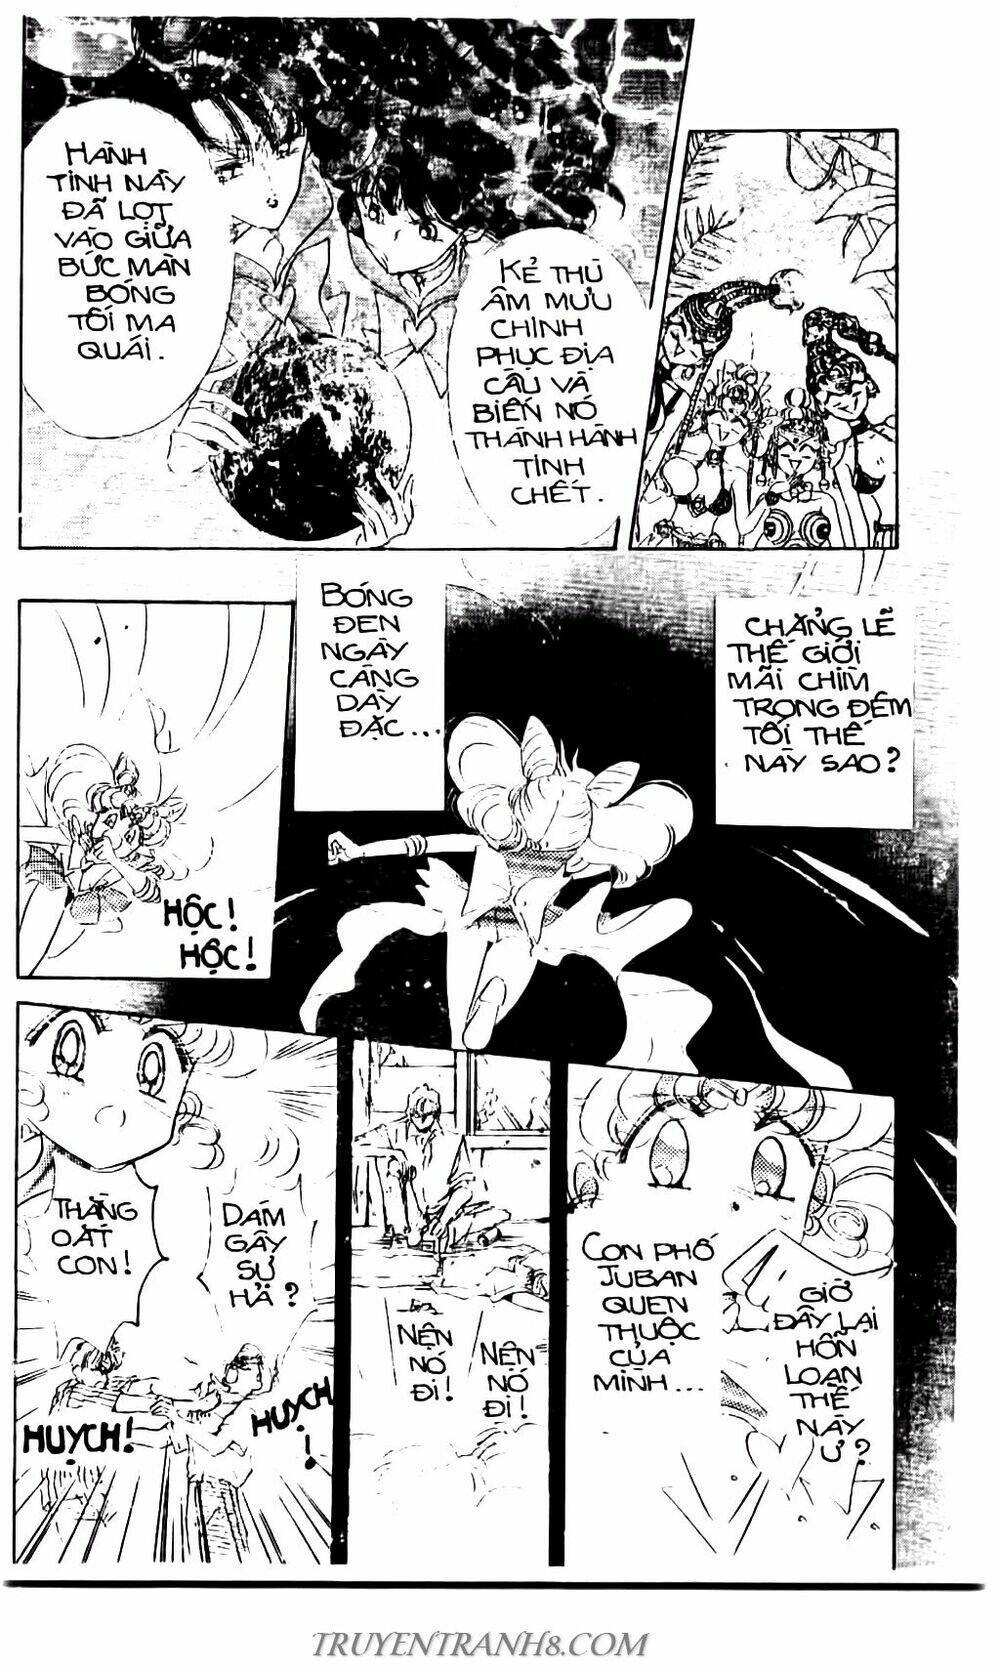 HÀNH
TINH NÀY
ĐÃ LỌT
VÀO GIỮA
BỨC MÀN
BÓNG
TỐI MA
QUÁI.
KẺ THÙ
ÂM MƯU
CHINH
PHỤC ĐỊA
CẦU VÀ
BIẾN NÓ
THÀNH HÀNH
TINH
CHẾT.
BÓNG
ĐEN
NGÀY
CÀNG
DÀY
ĐẶC...
CHẲNG LẼ
THẾ GIỚI
MÃI CHÌM
TRONG ĐÊM
TỐI THẾ
NÀY SAO?
HỘC!
HỘC!
THẰNG
OẮT
CON!
DÁM
GÂY
SỰ
HẢ?
HUỴCH!
HUỴCH
!
NỆN
NÓ
ĐI!
NỆN
NÓ
ĐI!
CON PHỐ
JUBAN
QUEN
THUỘC
CỦA
MÌNH...
GIỜ
ĐÂY LẠI
HỖN
LOẠN
THẾ
NÀY
Ư?
TRUYENTRANH8.COM